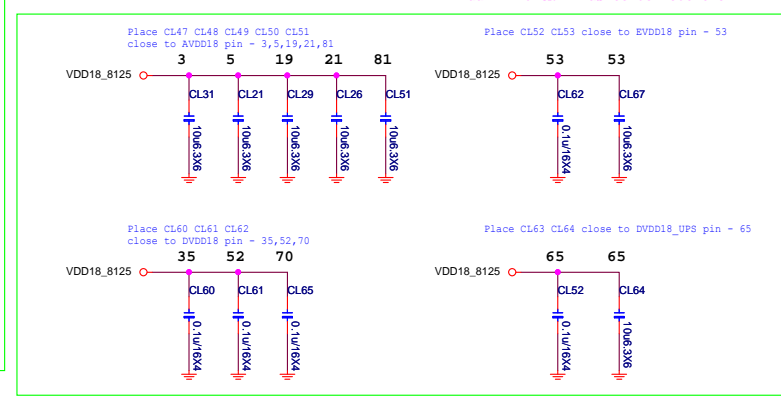 Place CL47 CL48 CL49 CL50 CL51
close to AVDD18 pin - 3,5,19,21,81
3 5 19 21 81
VDD18_8125
CL31 CL21 CL29 CL26 CL51
10u6.3X6 10u6.3X6 10u6.3X6 10u6.3X6 10u6.3X6
Place CL52 CL53 close to EVDD18 pin - 53
53 53
VDD18_8125
CL62 CL67
0.1u/16X4 10u6.3X6
Place CL60 CL61 CL62
close to DVDD18 pin - 35,52,70
35 52 70
VDD18_8125
CL60 CL61 CL65
0.1u/16X4 0.1u/16X4 0.1u/16X4
Place CL63 CL64 close to DVDD18_UPS pin - 65
65 65
VDD18_8125
CL52 CL64
0.1u/16X4 10u6.3X6